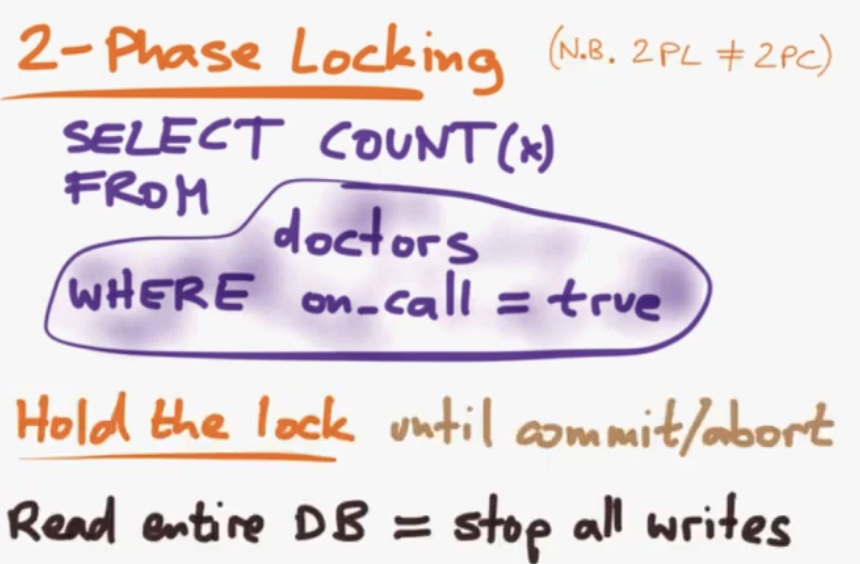 2-Phase Locking (N.B. 2PL ≠ 2PC)
SELECT COUNT(*)
FROM
doctors
WHERE on_call = true
Hold the lock until commit/abort
Read entire DB = stop all writes